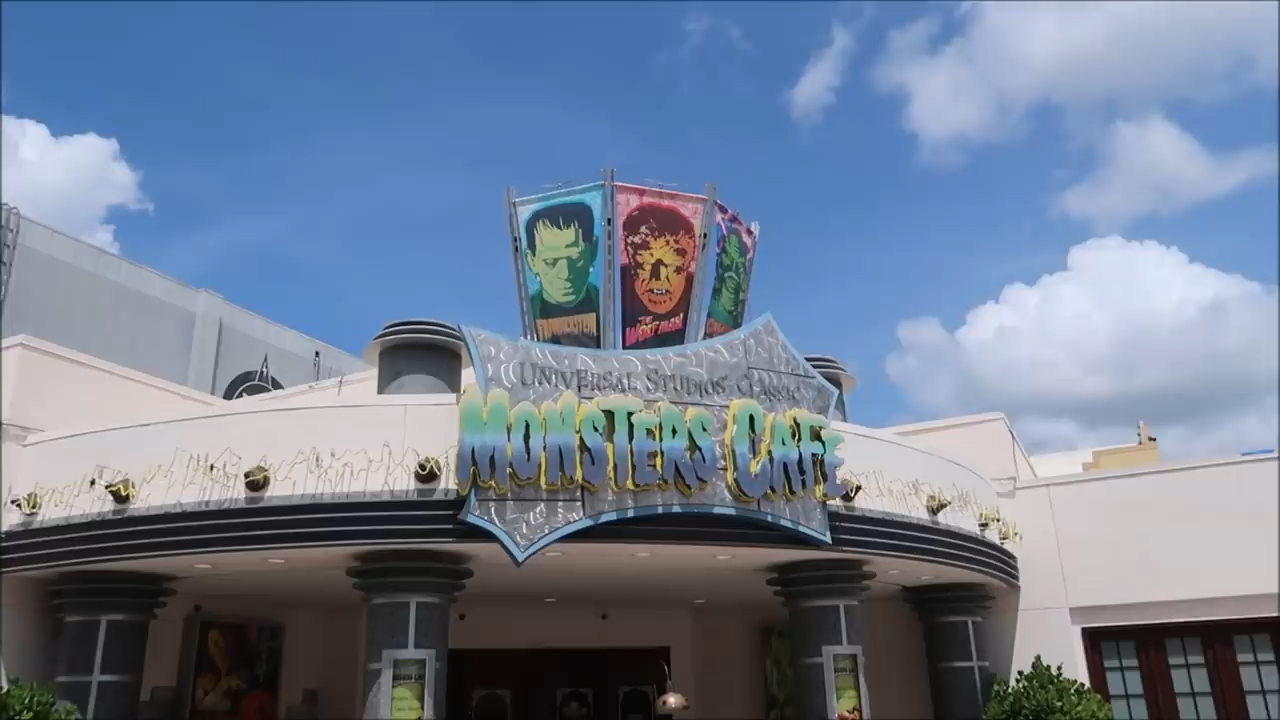 FRANKENSTEIN
THE
WOLF MAN
UNIVERSAL STUDIOS' CLASSIC
MONSTERS CAFE